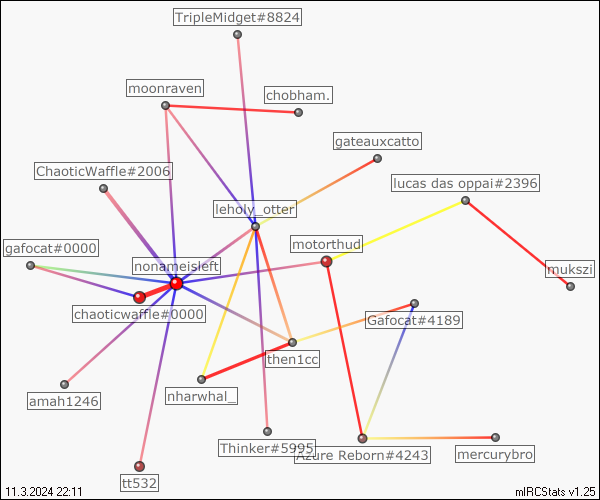 TripleMidget#8824
moonraven
chobham.
gateauxcatto
ChaoticWaffle#2006
lucas das oppai#2396
leholy_otter
gafocat#0000
motorthud
nonameisleft
mukszi
chaoticwaffle#0000
Gafocat#4189
then1cc
amah1246
nharwhal_
Thinker#5995
Azure Reborn#4243
mercurybro
tt532
11.3.2024 22:11
mIRCStats v1.25